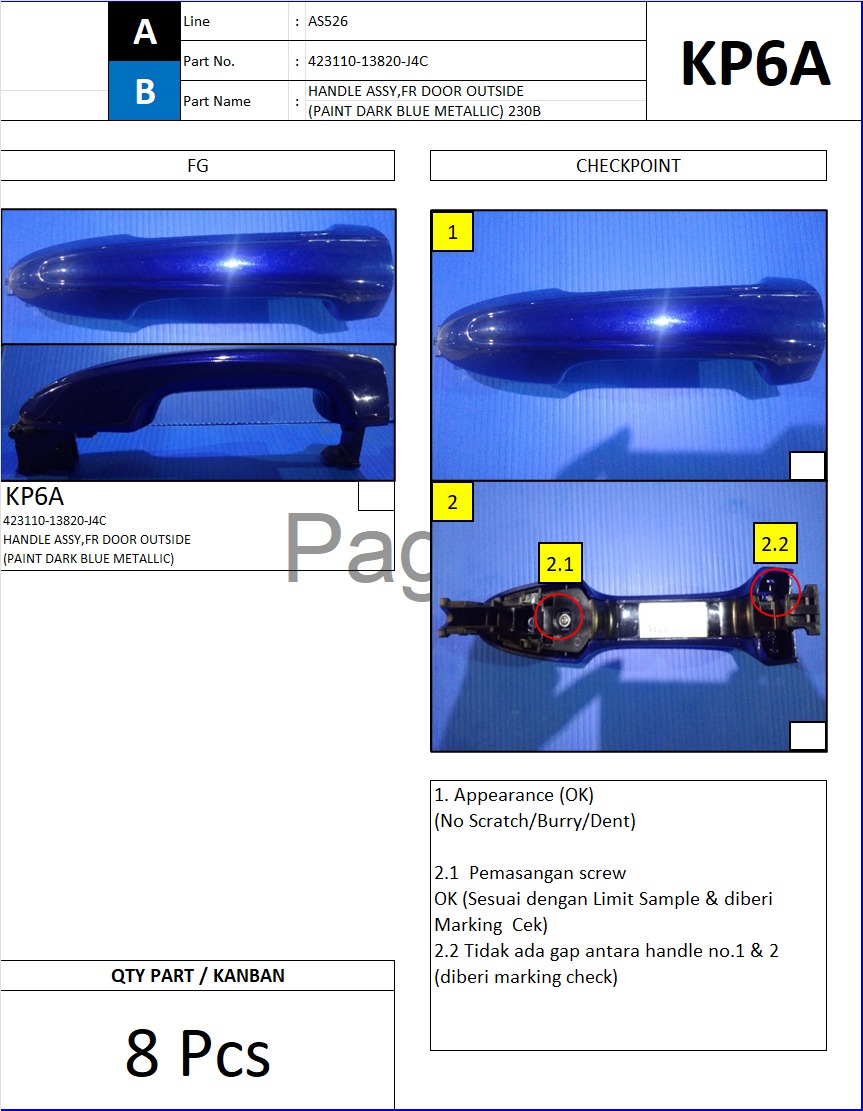 A
B
Line : AS526
Part No. : 423110-13820-J4C
Part Name : HANDLE ASSY,FR DOOR OUTSIDE
(PAINT DARK BLUE METALLIC) 230B
KP6A
FG
CHECKPOINT
1
2
2.1
2.2
KP6A
423110-13820-J4C
HANDLE ASSY,FR DOOR OUTSIDE
(PAINT DARK BLUE METALLIC)
Pag
1. Appearance (OK)
(No Scratch/Burry/Dent)
2.1 Pemasangan screw
OK (Sesuai dengan Limit Sample & diberi
Marking Cek)
2.2 Tidak ada gap antara handle no.1 & 2
(diberi marking check)
QTY PART / KANBAN
8 Pcs